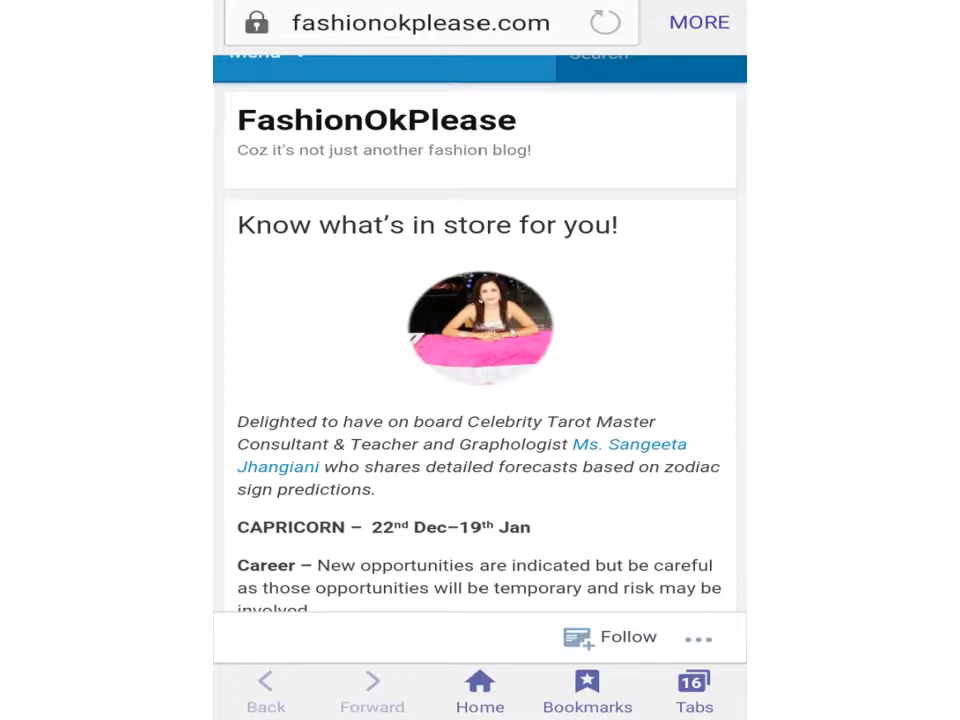 fashionokplease.com MORE
Menu Search
FashionOkPlease
Coz it's not just another fashion blog!
Know what's in store for you!
Delighted to have on board Celebrity Tarot Master
Consultant & Teacher and Graphologist Ms. Sangeeta
Jhangiani who shares detailed forecasts based on zodiac
sign predictions.
CAPRICORN – 22nd Dec–19th Jan
Career – New opportunities are indicated but be careful
as those opportunities will be temporary and risk may be
involved
Follow
Back Forward Home Bookmarks 16 Tabs